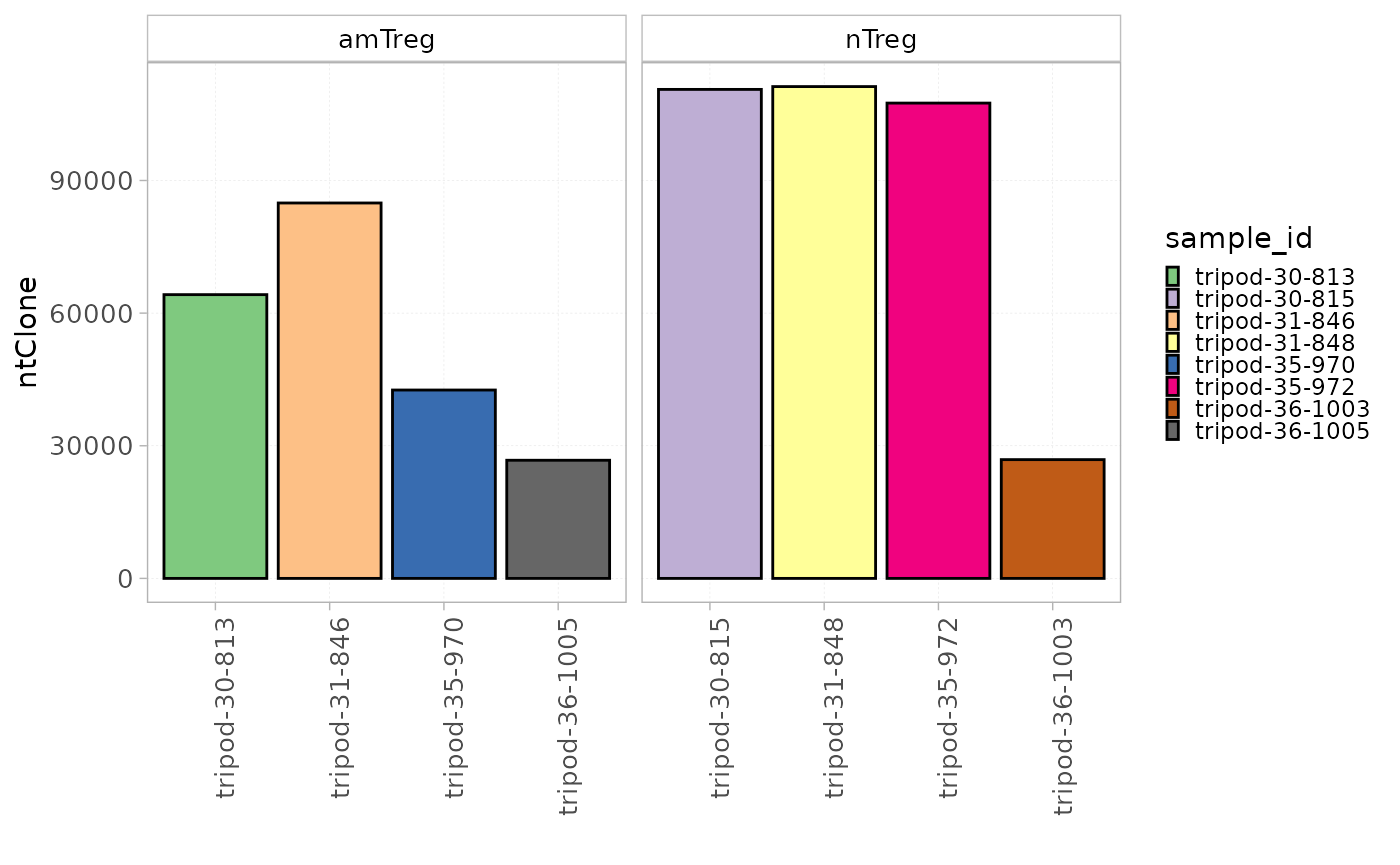 amTreg
nTreg
ntClone
90000
60000
30000
0
tripod-30-813
tripod-31-846
tripod-35-970
tripod-36-1005
tripod-30-815
tripod-31-848
tripod-35-972
tripod-36-1003
sample_id
tripod-30-813
tripod-30-815
tripod-31-846
tripod-31-848
tripod-35-970
tripod-35-972
tripod-36-1003
tripod-36-1005